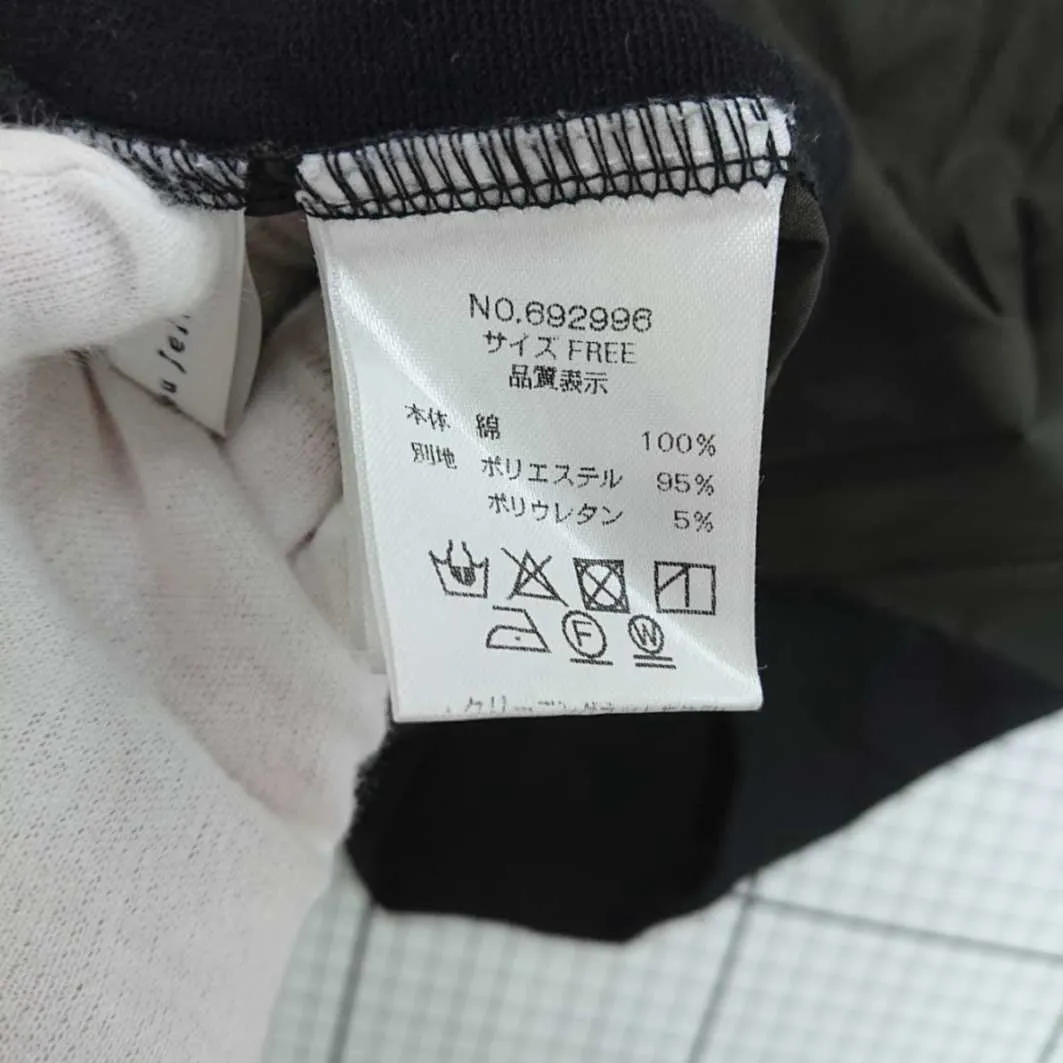 NO.692996
サイズ FREE
品質表示
本体 綿 100%
別地 ポリエステル 95%
ポリウレタン 5%
F W